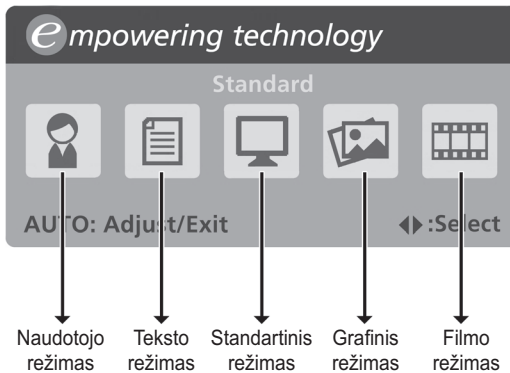 empowering technology
Standard
AUTO: Adjust/Exit :Select
Naudotojo režimas
Teksto režimas
Standartinis režimas
Grafinis režimas
Filmo režimas